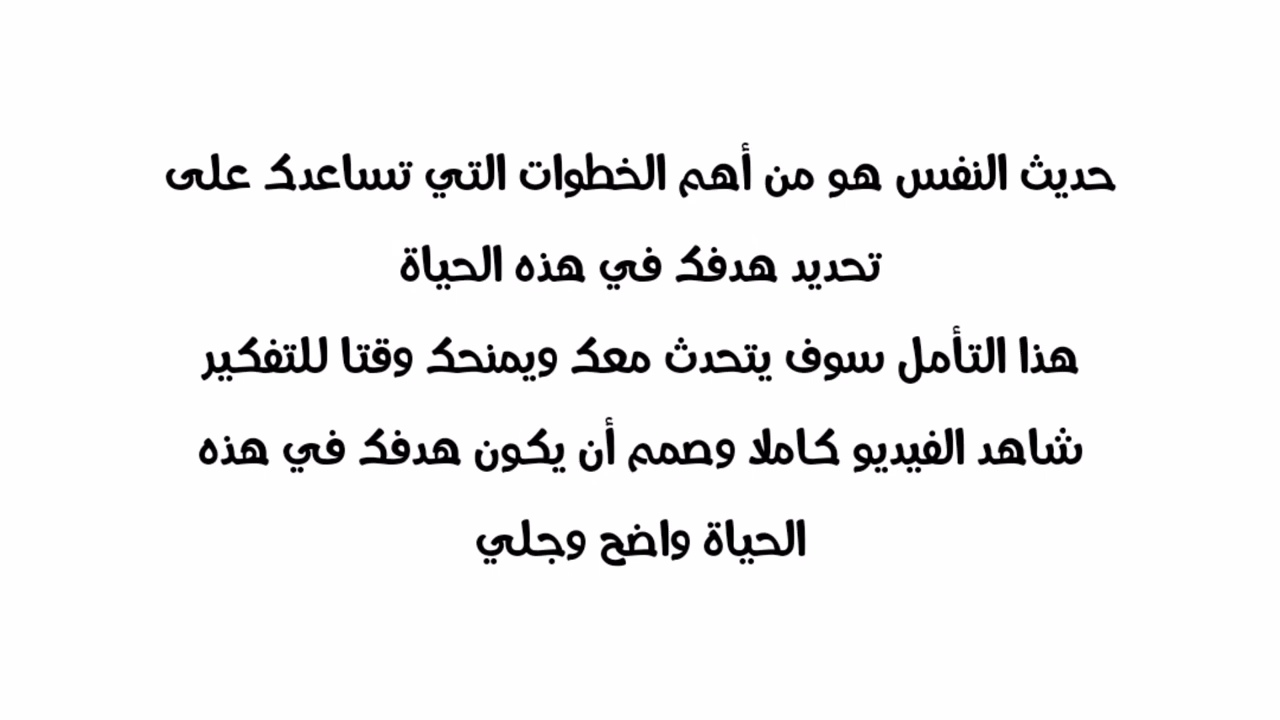 حديث النفس هو من أهم الخطوات التي تساعدك على
تحديد هدفك في هذه الحياة
هذا التأمل سوف يتحدث معك ويمنحك وقتا للتفكير
شاهد الفيديو كاملا وصمم أن يكون هدفك في هذه
الحياة واضح وجلي